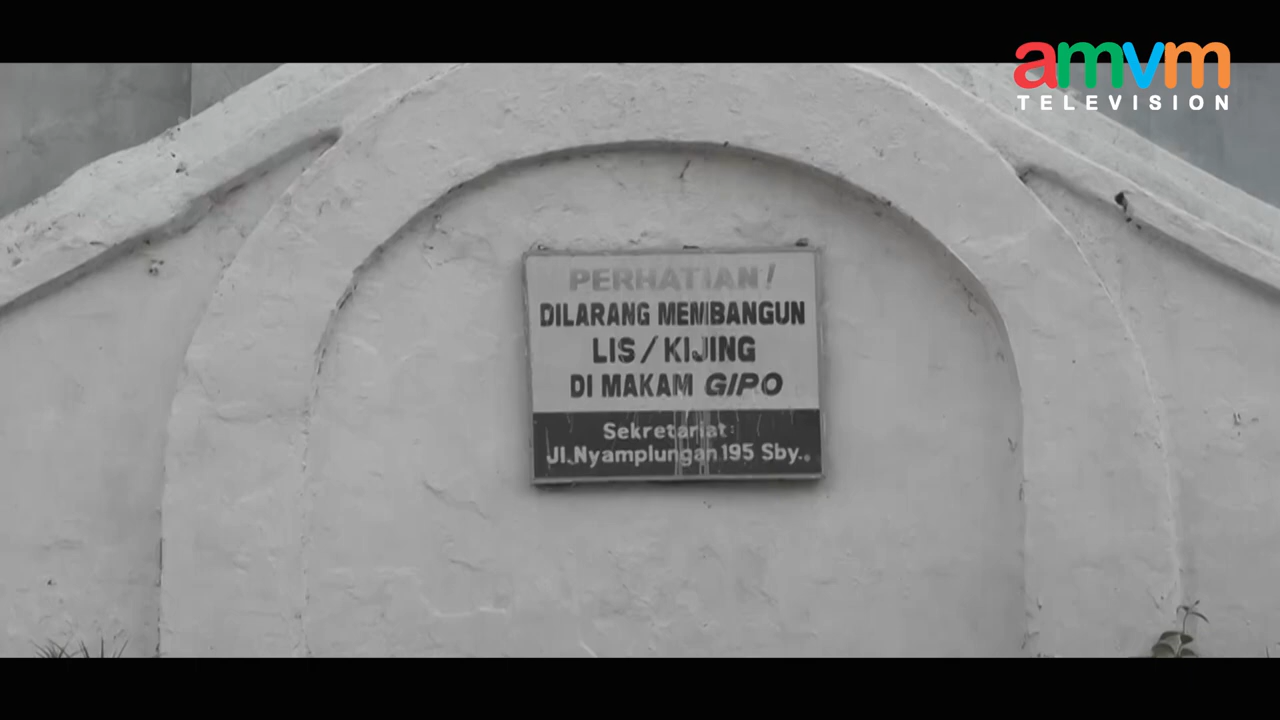 amvm
TELEVISION
PERHATIAN!
DILARANG MEMBANGUN
LIS / KIJING
DI MAKAM GIPO
Sekretariat:
Jl. Nyamplungan 195 Sby.